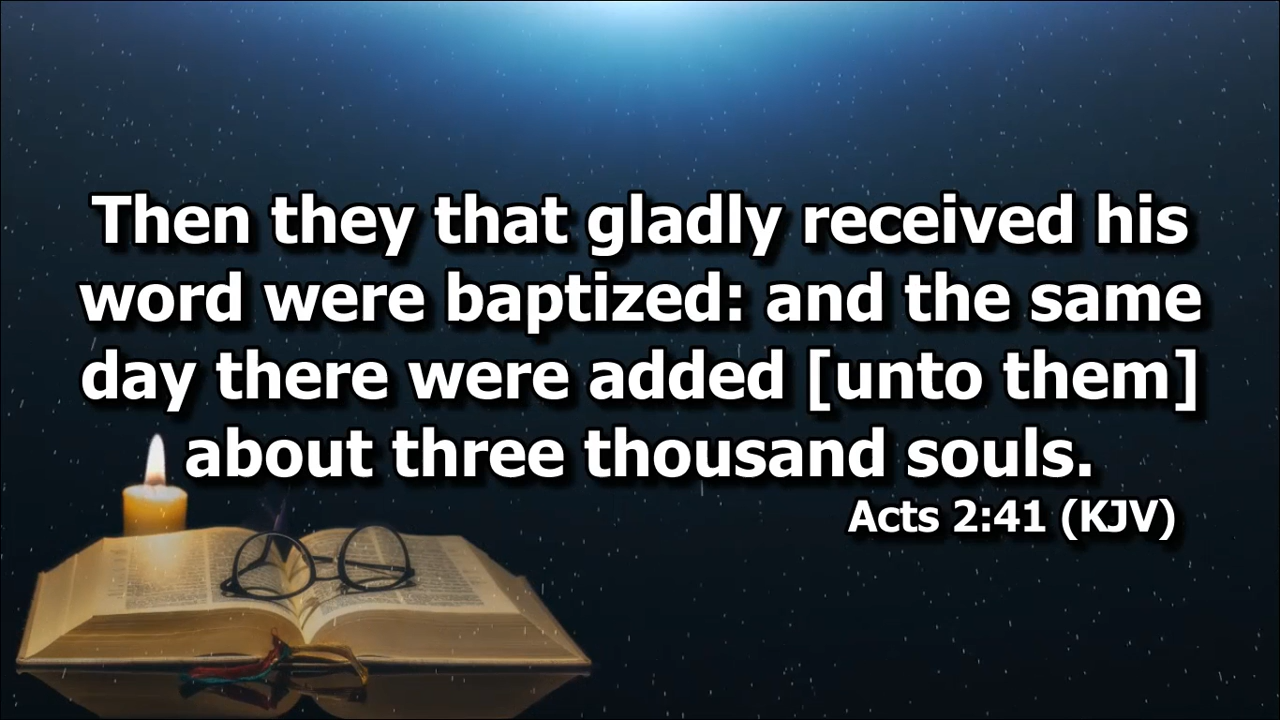 Then they that gladly received his
word were baptized: and the same
day there were added [unto them]
about three thousand souls.
Acts 2:41 (KJV)